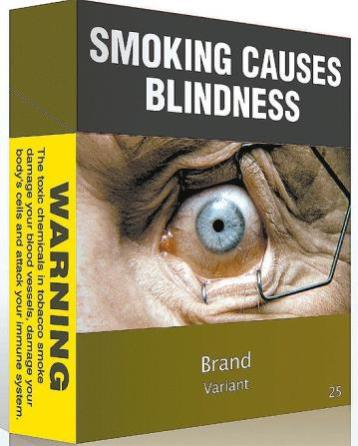 SMOKING CAUSES
BLINDNESS
WARNING
The toxic chemicals in tobacco smoke
damage your blood vessels, damage your
body's cells and attack your immune system.
Brand
Variant
25